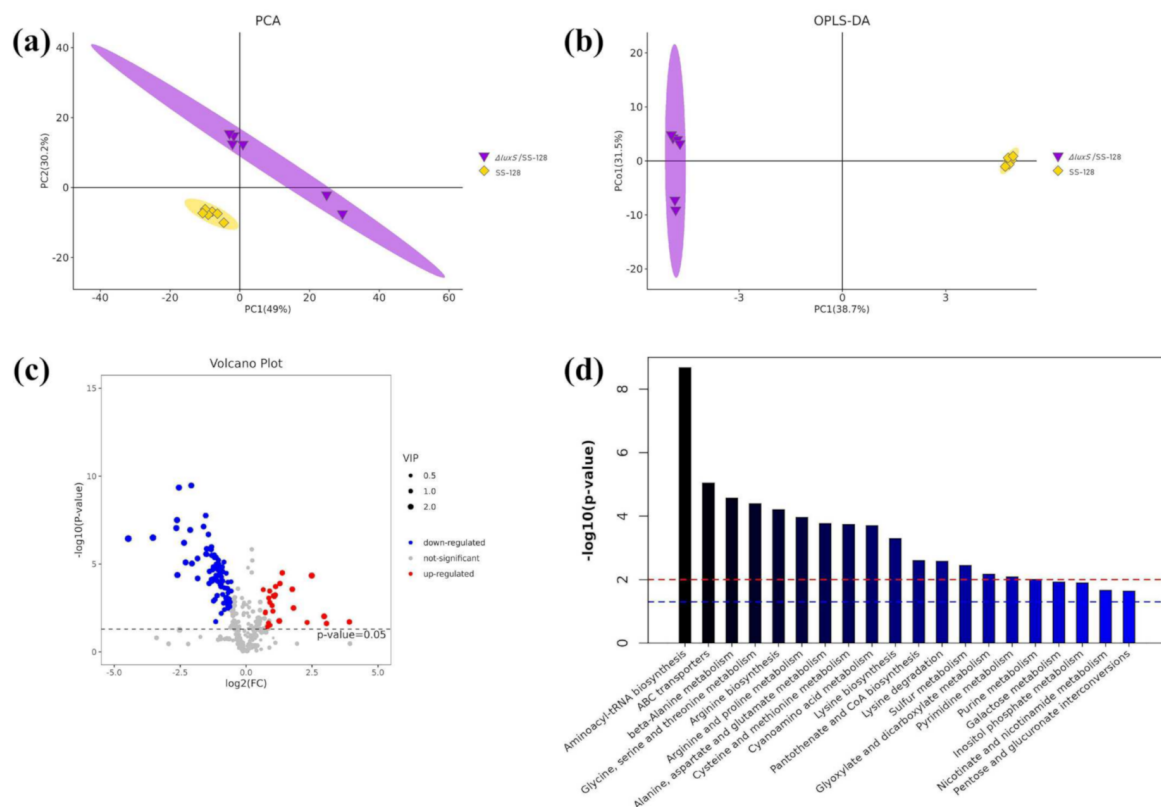 (a)
PCA
PC2(30.2%)
40
20
0
-20
-40
-20
0
20
40
60
PC1(49%)
ΔluxS/SS-128
SS-128
(b)
OPLS-DA
PCo1(31.5%)
20
10
0
-10
-20
-3
0
3
PC1(38.7%)
ΔluxS/SS-128
SS-128
(c)
Volcano Plot
-log10(P-value)
15
10
5
0
p-value=0.05
-5.0
-2.5
0.0
2.5
5.0
log2(FC)
VIP
0.5
1.0
2.0
down-regulated
not-significant
up-regulated
(d)
-log10(p-value)
8
6
4
2
0
Aminoacyl-tRNA biosynthesis
ABC transporters
beta-Alanine metabolism
Glycine, serine and threonine metabolism
Arginine biosynthesis
Arginine and proline metabolism
Alanine, aspartate and glutamate metabolism
Cysteine and methionine metabolism
Cyanoamino acid metabolism
Lysine biosynthesis
Pantothenate and CoA biosynthesis
Lysine degradation
Sulfur metabolism
Glyoxylate and dicarboxylate metabolism
Pyrimidine metabolism
Purine metabolism
Galactose metabolism
Inositol phosphate metabolism
Nicotinate and nicotinamide metabolism
Pentose and glucuronate interconversions